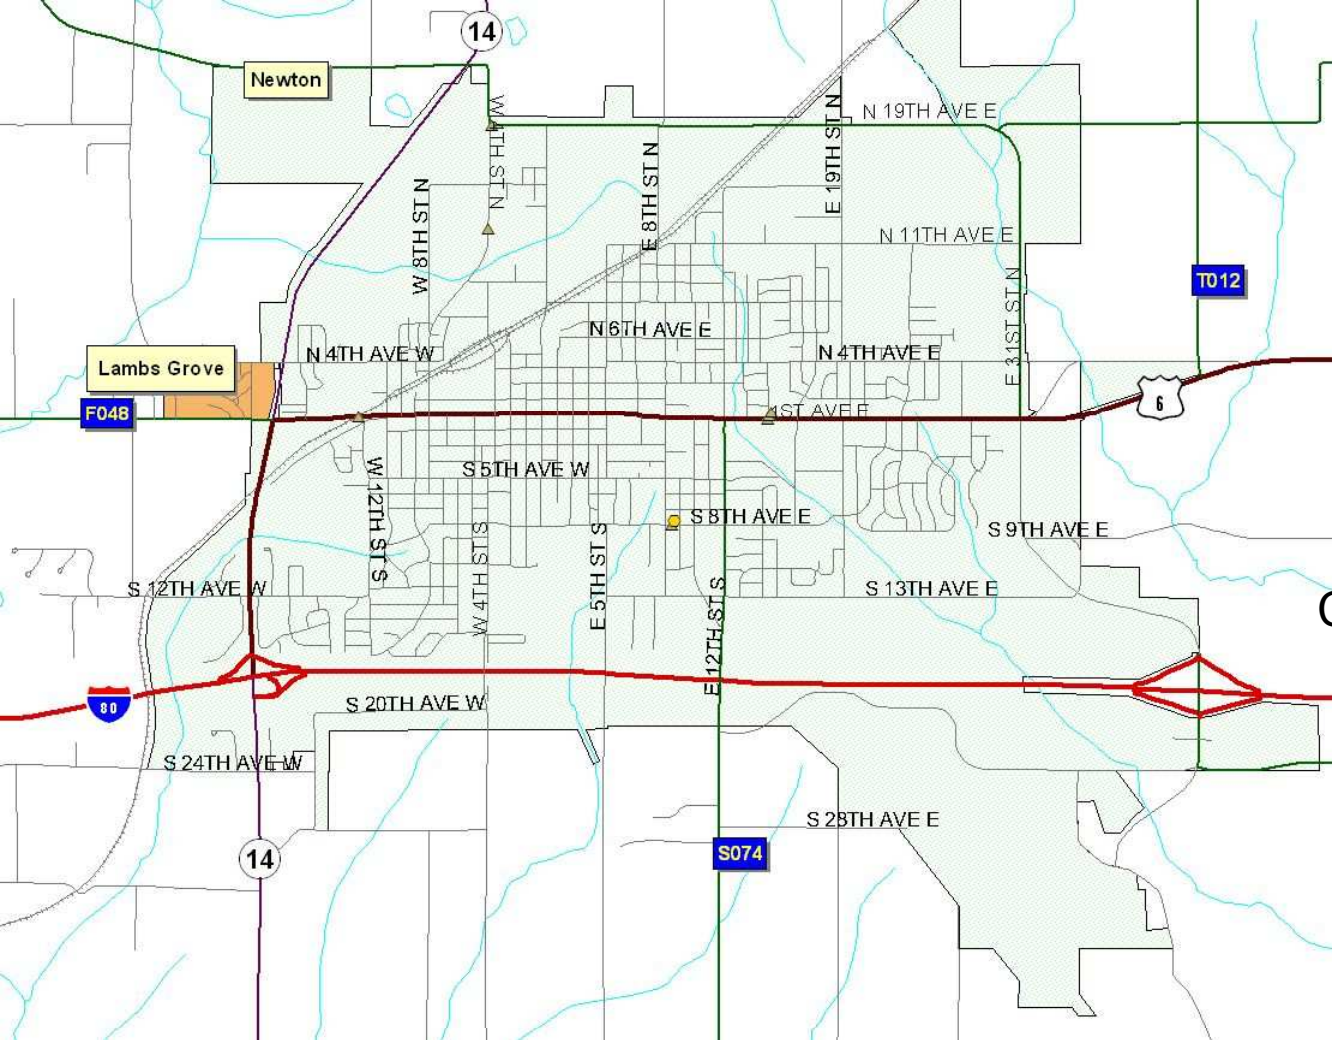 14
Newton
N 19TH AVE E
W 4TH ST N
E 19TH ST N
E 8TH ST N
W 8TH ST N
N 11TH AVE E
T012
E 31ST ST N
N 6TH AVE E
N 4TH AVE W
N 4TH AVE E
Lambs Grove
6
F048
1ST AVE E
S 5TH AVE W
W 12TH ST S
S 8TH AVE E
S 9TH AVE E
W 4TH ST S
E 5TH ST S
S 12TH AVE W
S 13TH AVE E
E 12TH ST S
80
S 20TH AVE W
S 24TH AVE W
S 28TH AVE E
S074
14